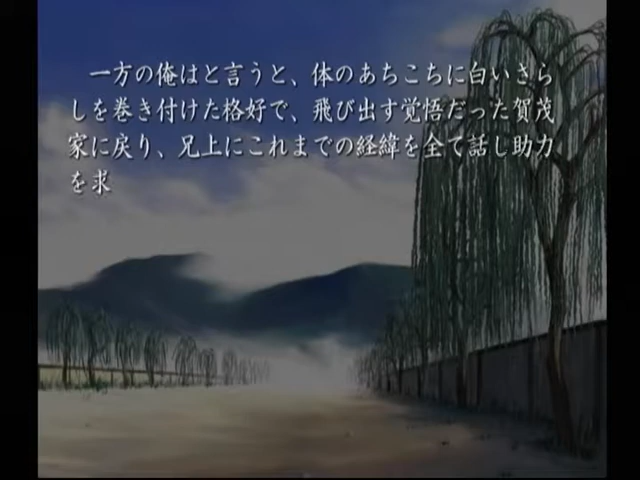 一方の俺はと言うと、体のあちこちに白いさら
しを巻き付けた格好で、飛び出す覚悟だった賀茂
家に戻り、兄上にこれまでの経緯を全て話し助力
を求